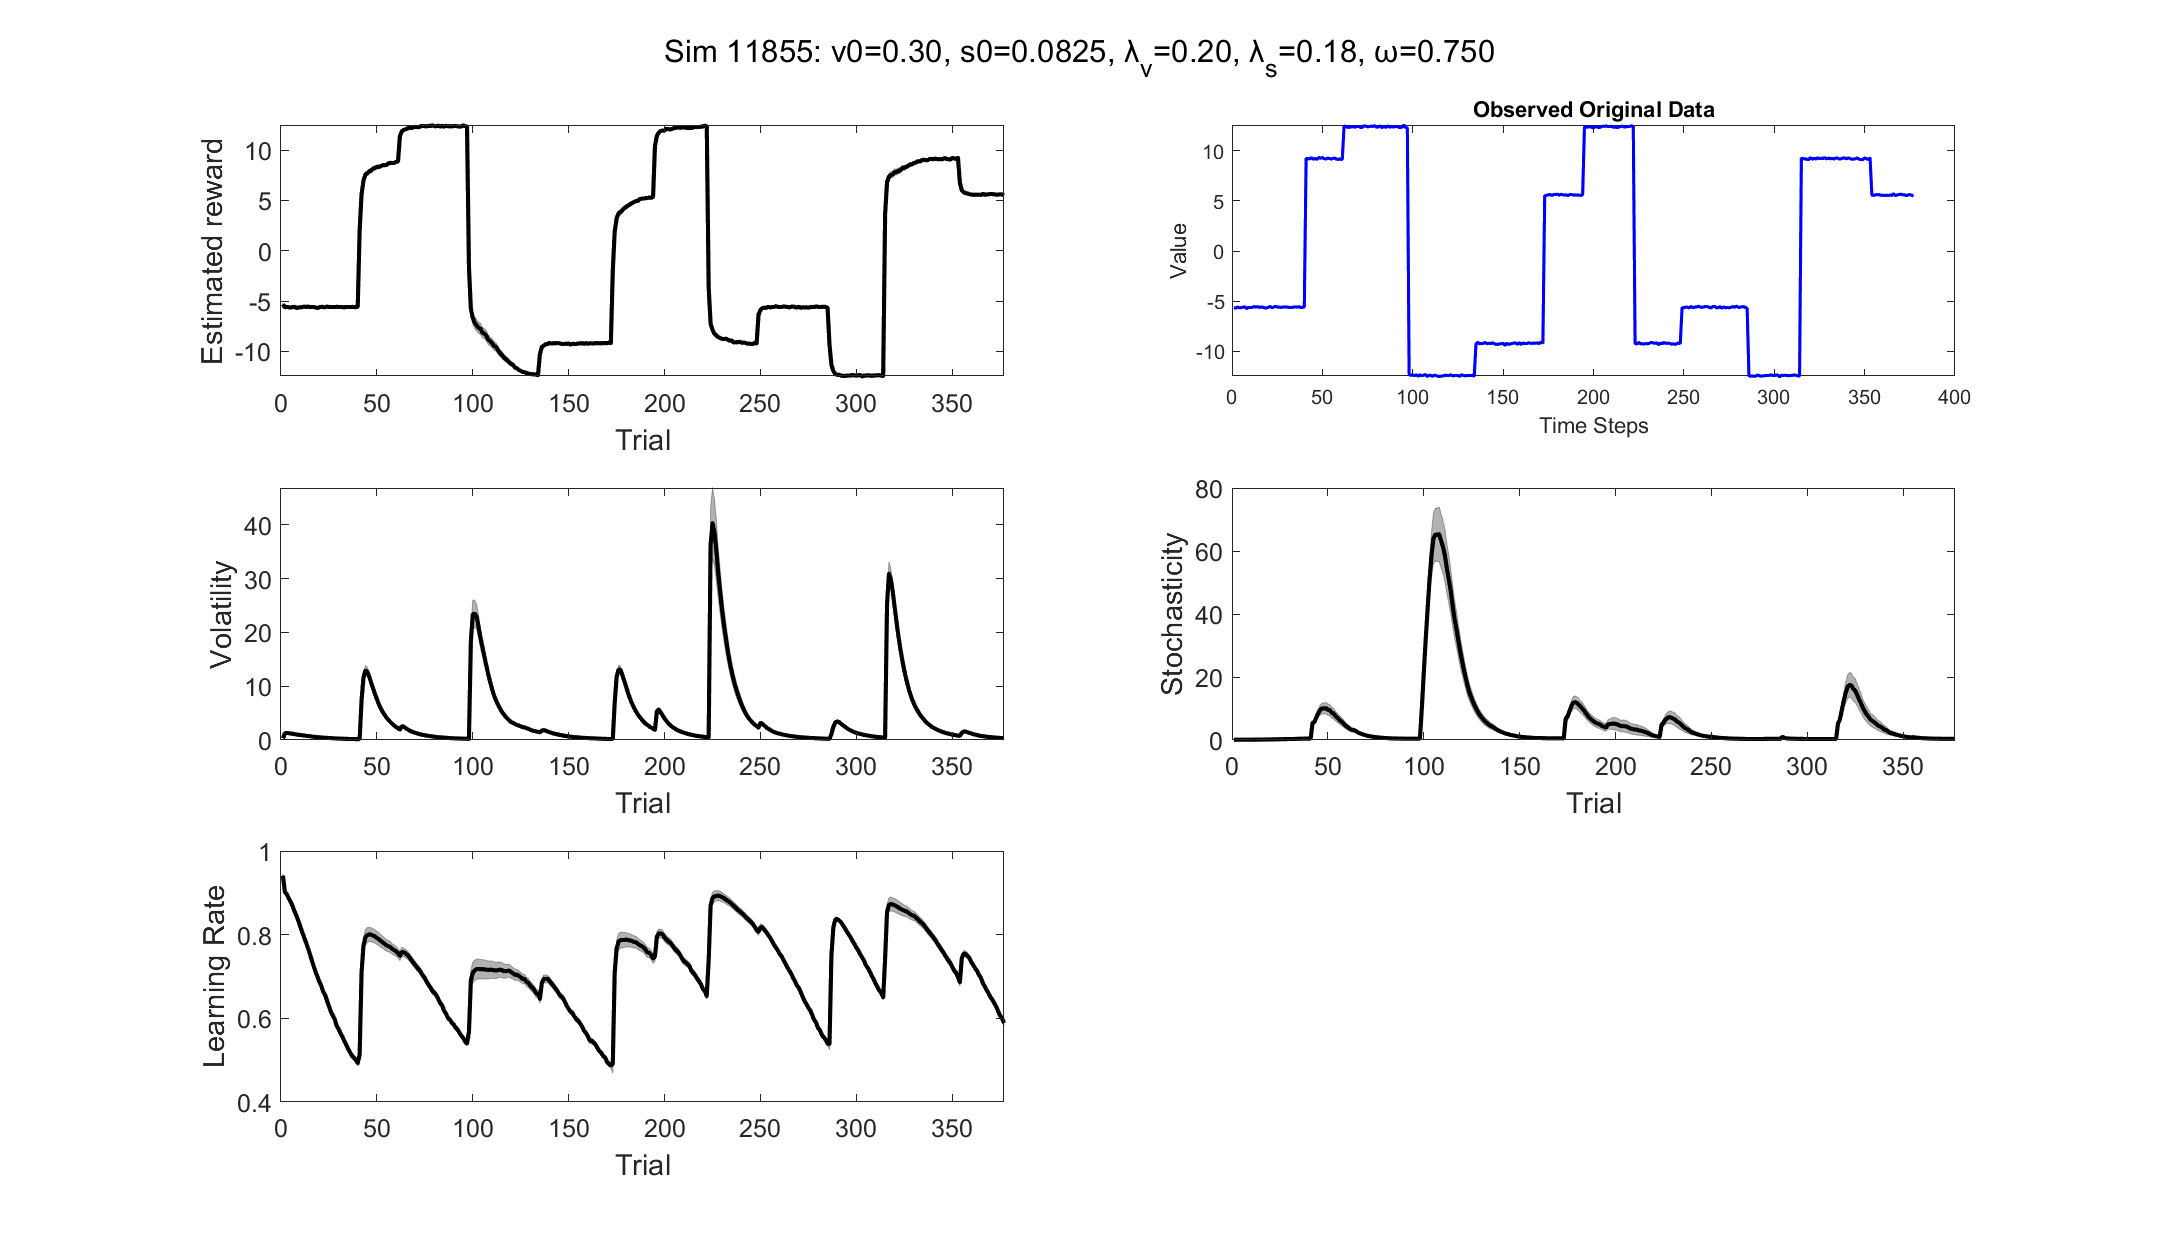 Sim 11855: v0=0.30, s0=0.0825, λ_v=0.20, λ_s=0.18, ω=0.750
Estimated reward
10
5
0
-5
-10
0 50 100 150 200 250 300 350
Trial
Observed Original Data
Value
10
5
0
-5
-10
0 50 100 150 200 250 300 350 400
Time Steps
Volatility
40
30
20
10
0
0 50 100 150 200 250 300 350
Trial
Stochasticity
80
60
40
20
0
0 50 100 150 200 250 300 350
Trial
Learning Rate
1
0.8
0.6
0.4
0 50 100 150 200 250 300 350
Trial